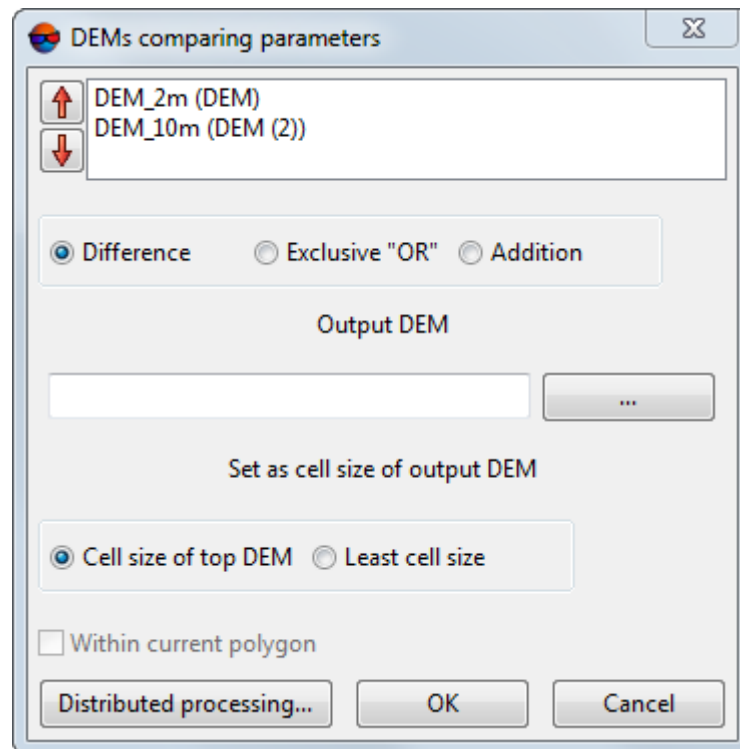 DEMs comparing parameters
DEM_2m (DEM)
DEM_10m (DEM (2))
Difference Exclusive "OR" Addition
Output DEM
...
Set as cell size of output DEM
Cell size of top DEM Least cell size
Within current polygon
Distributed processing... OK Cancel